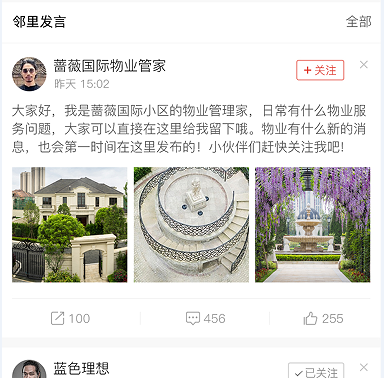 邻里发言 全部
蔷薇国际物业管家
+ 关注
昨天 15:02
大家好，我是蔷薇国际小区的物业管理家，日常有什么物业服
务问题，大家可以直接在这里给我留下哦。物业有什么新的消
息，也会第一时间在这里发布的！小伙伴们赶快关注我吧！
100 456 255
蓝色理想
已关注